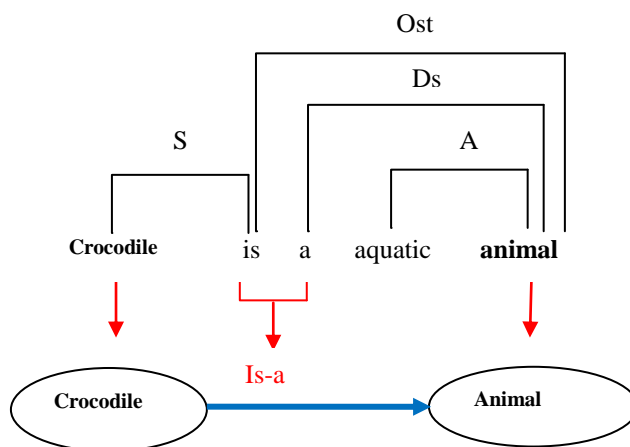 Ost
Ds
S A
Crocodile is a aquatic animal
Is-a
Crocodile Animal